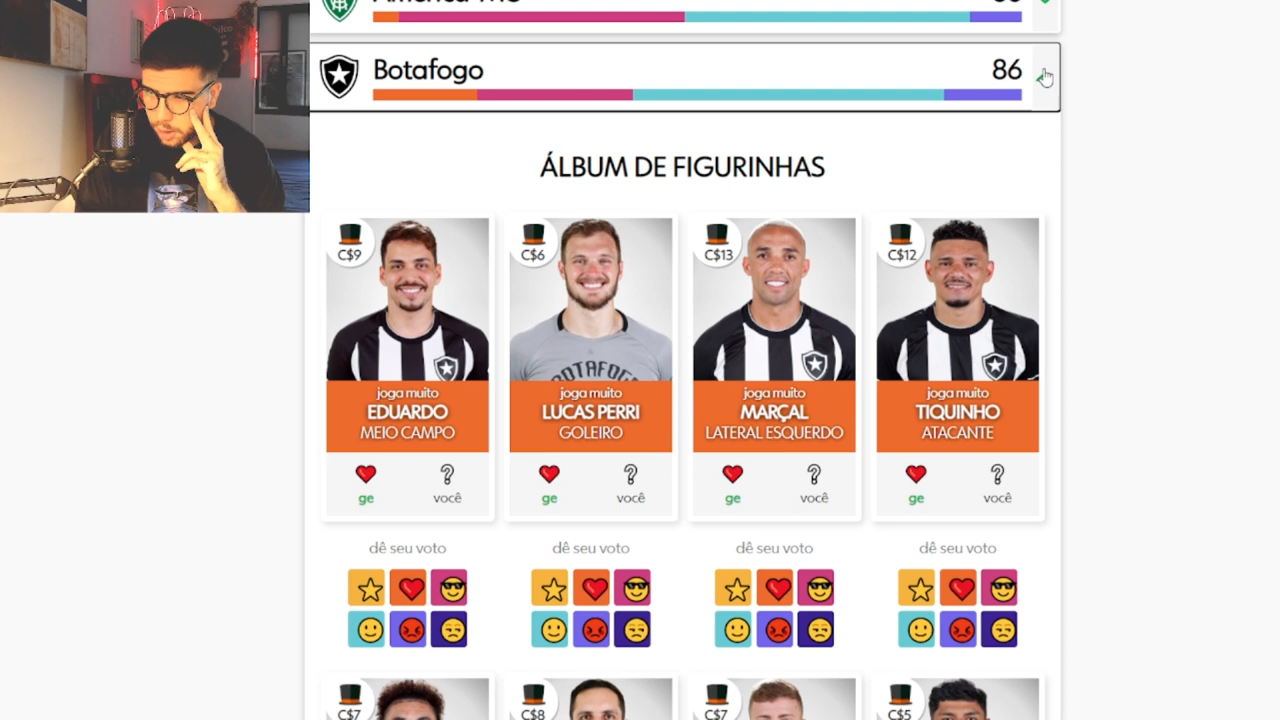 Botafogo 86
ÁLBUM DE FIGURINHAS
C$9 C$6 C$13 C$12
BOTAFOGO
joga muito joga muito joga muito joga muito
EDUARDO LUCAS PERRI MARÇAL TIQUINHO
MEIO CAMPO GOLEIRO LATERAL ESQUERDO ATACANTE
ge você ge você ge você ge você
dê seu voto dê seu voto dê seu voto dê seu voto
C$7 C$8 C$7 C$5